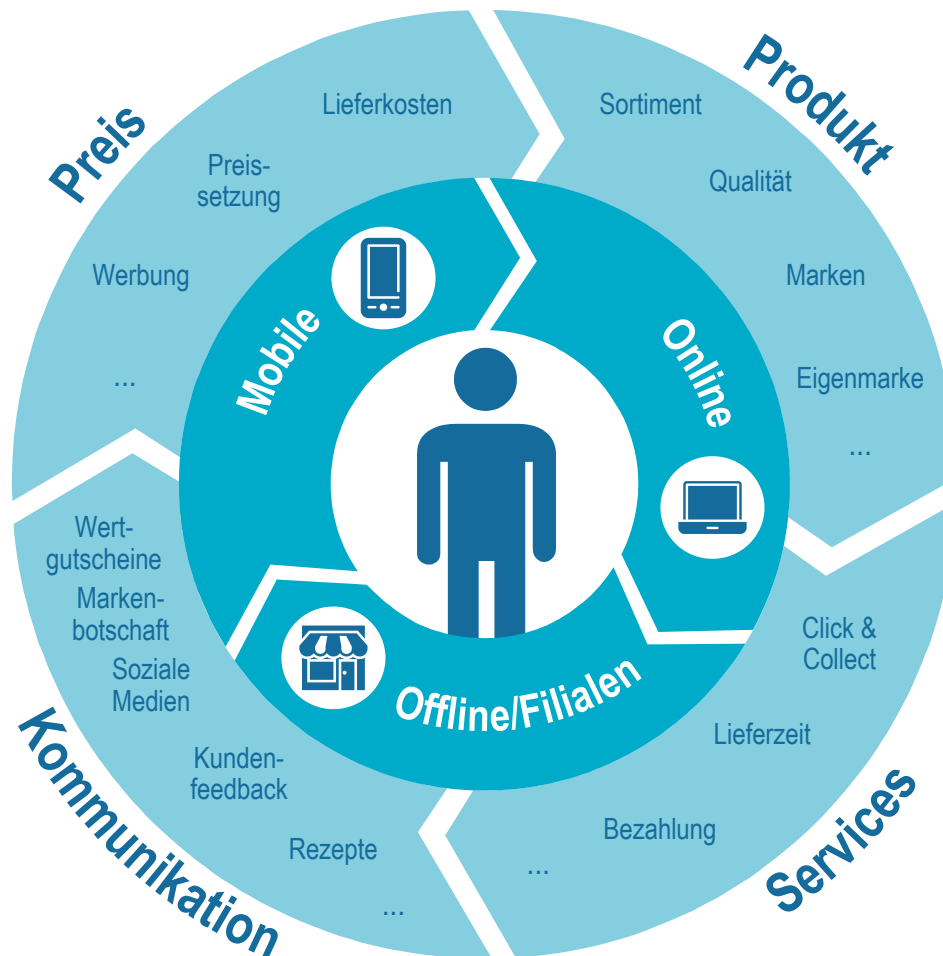 Preis
Lieferkosten
Preis-
setzung
Werbung
...
Produkt
Sortiment
Qualität
Marken
Eigenmarke
...
Mobile
Online
Offline/Filialen
Wert-
gutscheine
Marken-
botschaft
Soziale
Medien
Kunden-
feedback
Rezepte
...
Kommunikation
Click &
Collect
Lieferzeit
Bezahlung
...
Services